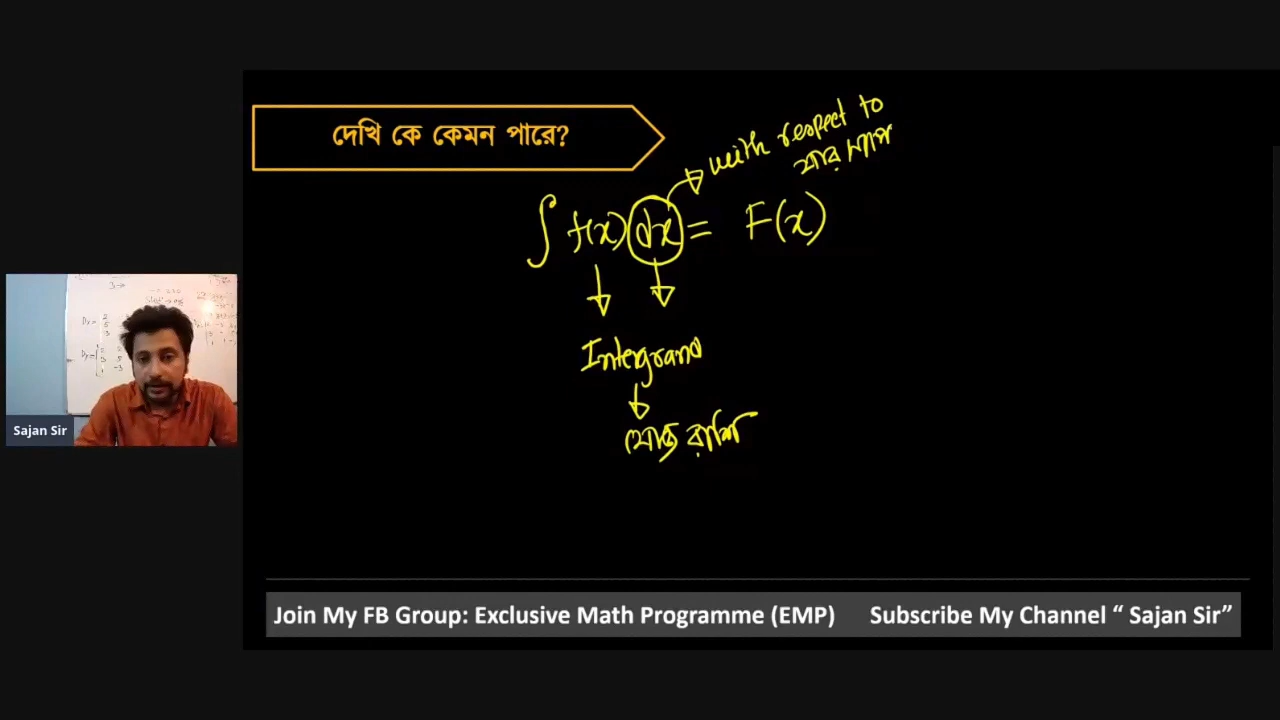 দেখি কে কেমন পারে?
with respect to
যার সাপে
∫ f(x) dx = F(x)
Intergrand
যোজ্য রাশি
Sajan Sir
Join My FB Group: Exclusive Math Programme (EMP) Subscribe My Channel “ Sajan Sir”